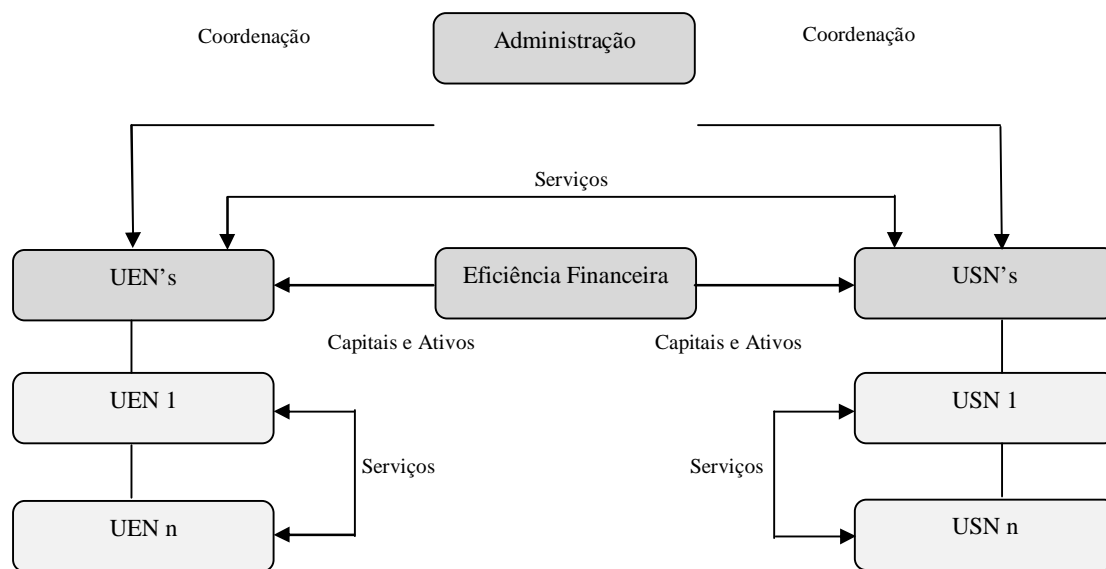 Coordenação
Administração
Coordenação
Serviços
UEN’s
Eficiência Financeira
USN’s
Capitais e Ativos
Capitais e Ativos
UEN 1
USN 1
Serviços
Serviços
UEN n
USN n